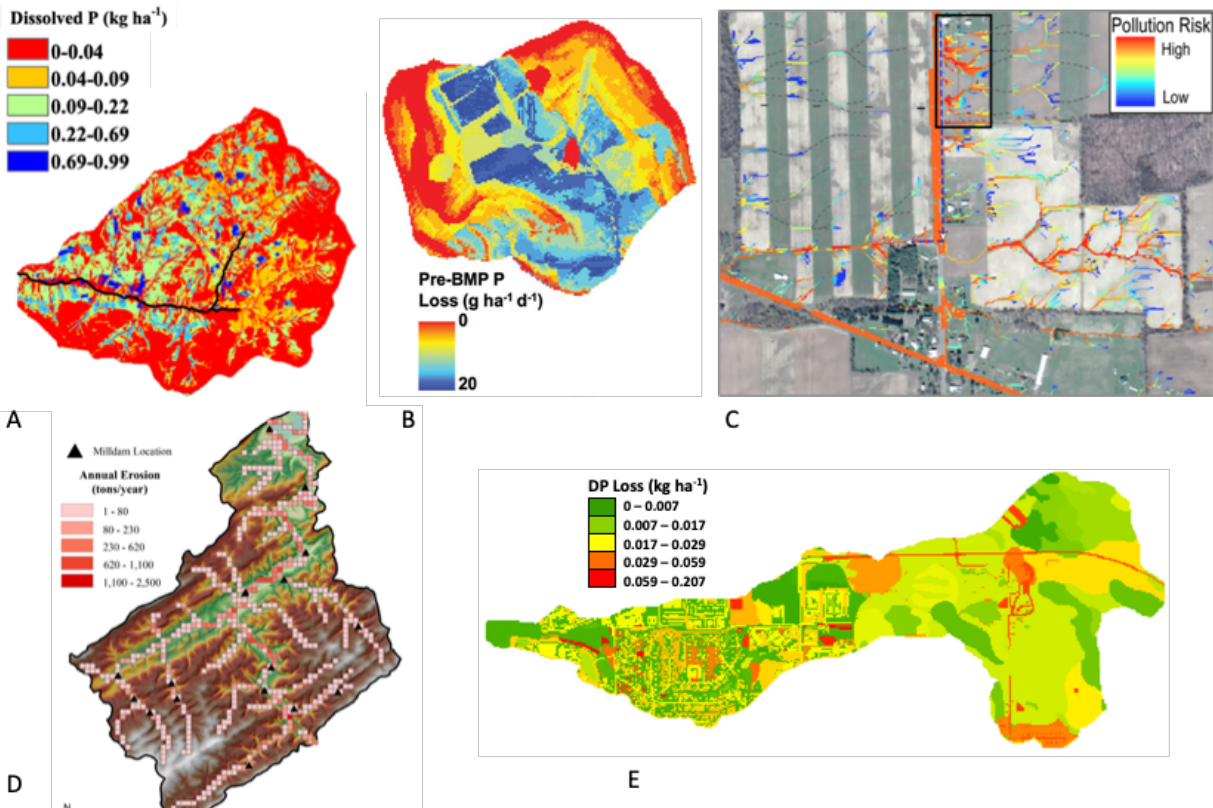 Dissolved P (kg ha⁻¹)
0-0.04
0.04-0.09
0.09-0.22
0.22-0.69
0.69-0.99
A
Pre-BMP P
Loss (g ha⁻¹ d⁻¹)
0
20
B
Pollution Risk
High
Low
C
Milldam Location
Annual Erosion
(tons/year)
1 - 80
80 - 230
230 - 620
620 - 1,100
1,100 - 2,500
N
D
DP Loss (kg ha⁻¹)
0 – 0.007
0.007 – 0.017
0.017 – 0.029
0.029 – 0.059
0.059 – 0.207
E